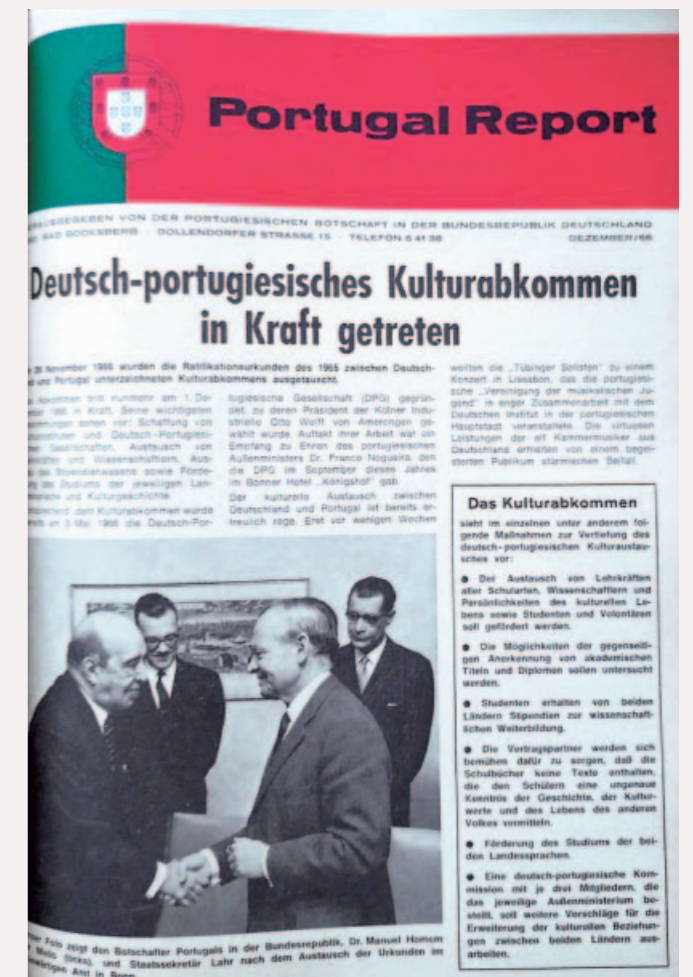 Portugal Report
HERAUSGEGEBEN VON DER PORTUGIESISCHEN BOTSCHAFT IN DER BUNDESREPUBLIK DEUTSCHLAND
BAD GODESBERG · DOLLENDORFER STRASSE 15 · TELEFON 6 41 38 DEZEMBER/66
Deutsch-portugiesisches Kulturabkommen
in Kraft getreten
November 1966 wurden die Ratifikationsurkunden des 1965 zwischen Deutsch-
und Portugal unterzeichneten Kulturabkommens ausgetauscht.
Abkommen tritt nunmehr am 1. De-
1966 in Kraft. Seine wichtigsten
sehen vor: Schaffung von
und Deutsch-Portugiesi-
Gesellschaften, Austausch von
und Wissenschaftlern, Aus-
des Stipendienwesens sowie Förde-
des Studiums der jeweiligen Lan-
und Kulturgeschichte.
dem Kulturabkommen wurde
am 3. Mai 1966 die Deutsch-Por-
tugiesische Gesellschaft (DPG) gegrün-
det, zu deren Präsident der Kölner Indu-
strielle Otto Wolff von Amerongen ge-
wählt wurde. Auftakt ihrer Arbeit war ein
Empfang zu Ehren des portugiesischen
Außenministers Dr. Franco Nogueira, den
die DPG im September dieses Jahres
im Bonner Hotel „Königshof" gab.
Der kulturelle Austausch zwischen
Deutschland und Portugal ist bereits er-
freulich rege. Erst vor wenigen Wochen
weilten die „Tübinger Solisten" zu einem
Konzert in Lissabon, das die portugiesi-
sche „Vereinigung der musikalischen Ju-
gend" in enger Zusammenarbeit mit dem
Deutschen Institut in der portugiesischen
Hauptstadt veranstaltete. Die virtuosen
Leistungen der elf Kammermusiker aus
Deutschland erhielten von einem begei-
sterten Publikum stürmischen Beifall.
Das Kulturabkommen
sieht im einzelnen unter anderem fol-
gende Maßnahmen zur Vertiefung des
deutsch-portugiesischen Kulturaustau-
sches vor:
● Der Austausch von Lehrkräften
aller Schularten, Wissenschaftlern und
Persönlichkeiten des kulturellen Le-
bens sowie Studenten und Volontären
soll gefördert werden.
● Die Möglichkeiten der gegenseiti-
gen Anerkennung von akademischen
Titeln und Diplomen sollen untersucht
werden.
● Studenten erhalten von beiden
Ländern Stipendien zur wissenschaft-
lichen Weiterbildung.
● Die Vertragspartner werden sich
bemühen dafür zu sorgen, daß die
Schulbücher keine Texte enthalten,
die den Schülern eine ungenaue
Kenntnis der Geschichte, der Kultur-
werte und des Lebens des anderen
Volkes vermitteln.
● Förderung des Studiums der bei-
den Landessprachen.
● Eine deutsch-portugiesische Kom-
mission mit je drei Mitgliedern, die
das jeweilige Außenministerium be-
stellt, soll weitere Vorschläge für die
Erweiterung der kulturellen Beziehun-
gen zwischen beiden Ländern aus-
arbeiten.
Foto zeigt den Botschafter Portugals in der Bundesrepublik, Dr. Manuel Homem
Mello (links), und Staatssekretär Lahr nach dem Austausch der Urkunden im
Amt in Bonn.